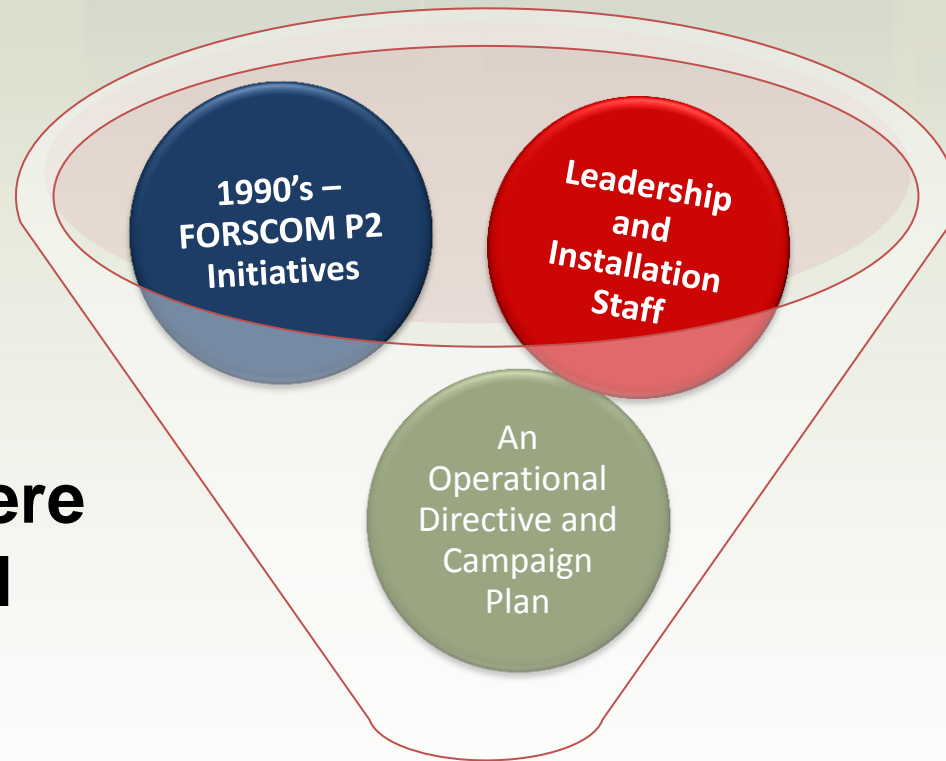 1990’s –
FORSCOM P2
Initiatives
Leadership
and
Installation
Staff
An
Operational
Directive and
Campaign
Plan